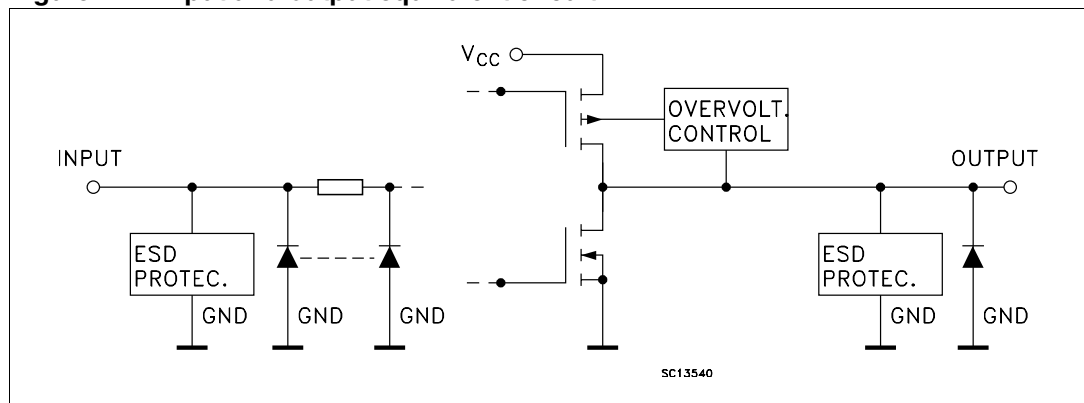 V_CC
OVERVOLT.
CONTROL
INPUT
OUTPUT
ESD
PROTEC.
ESD
PROTEC.
GND
GND
GND
GND
GND
SC13540